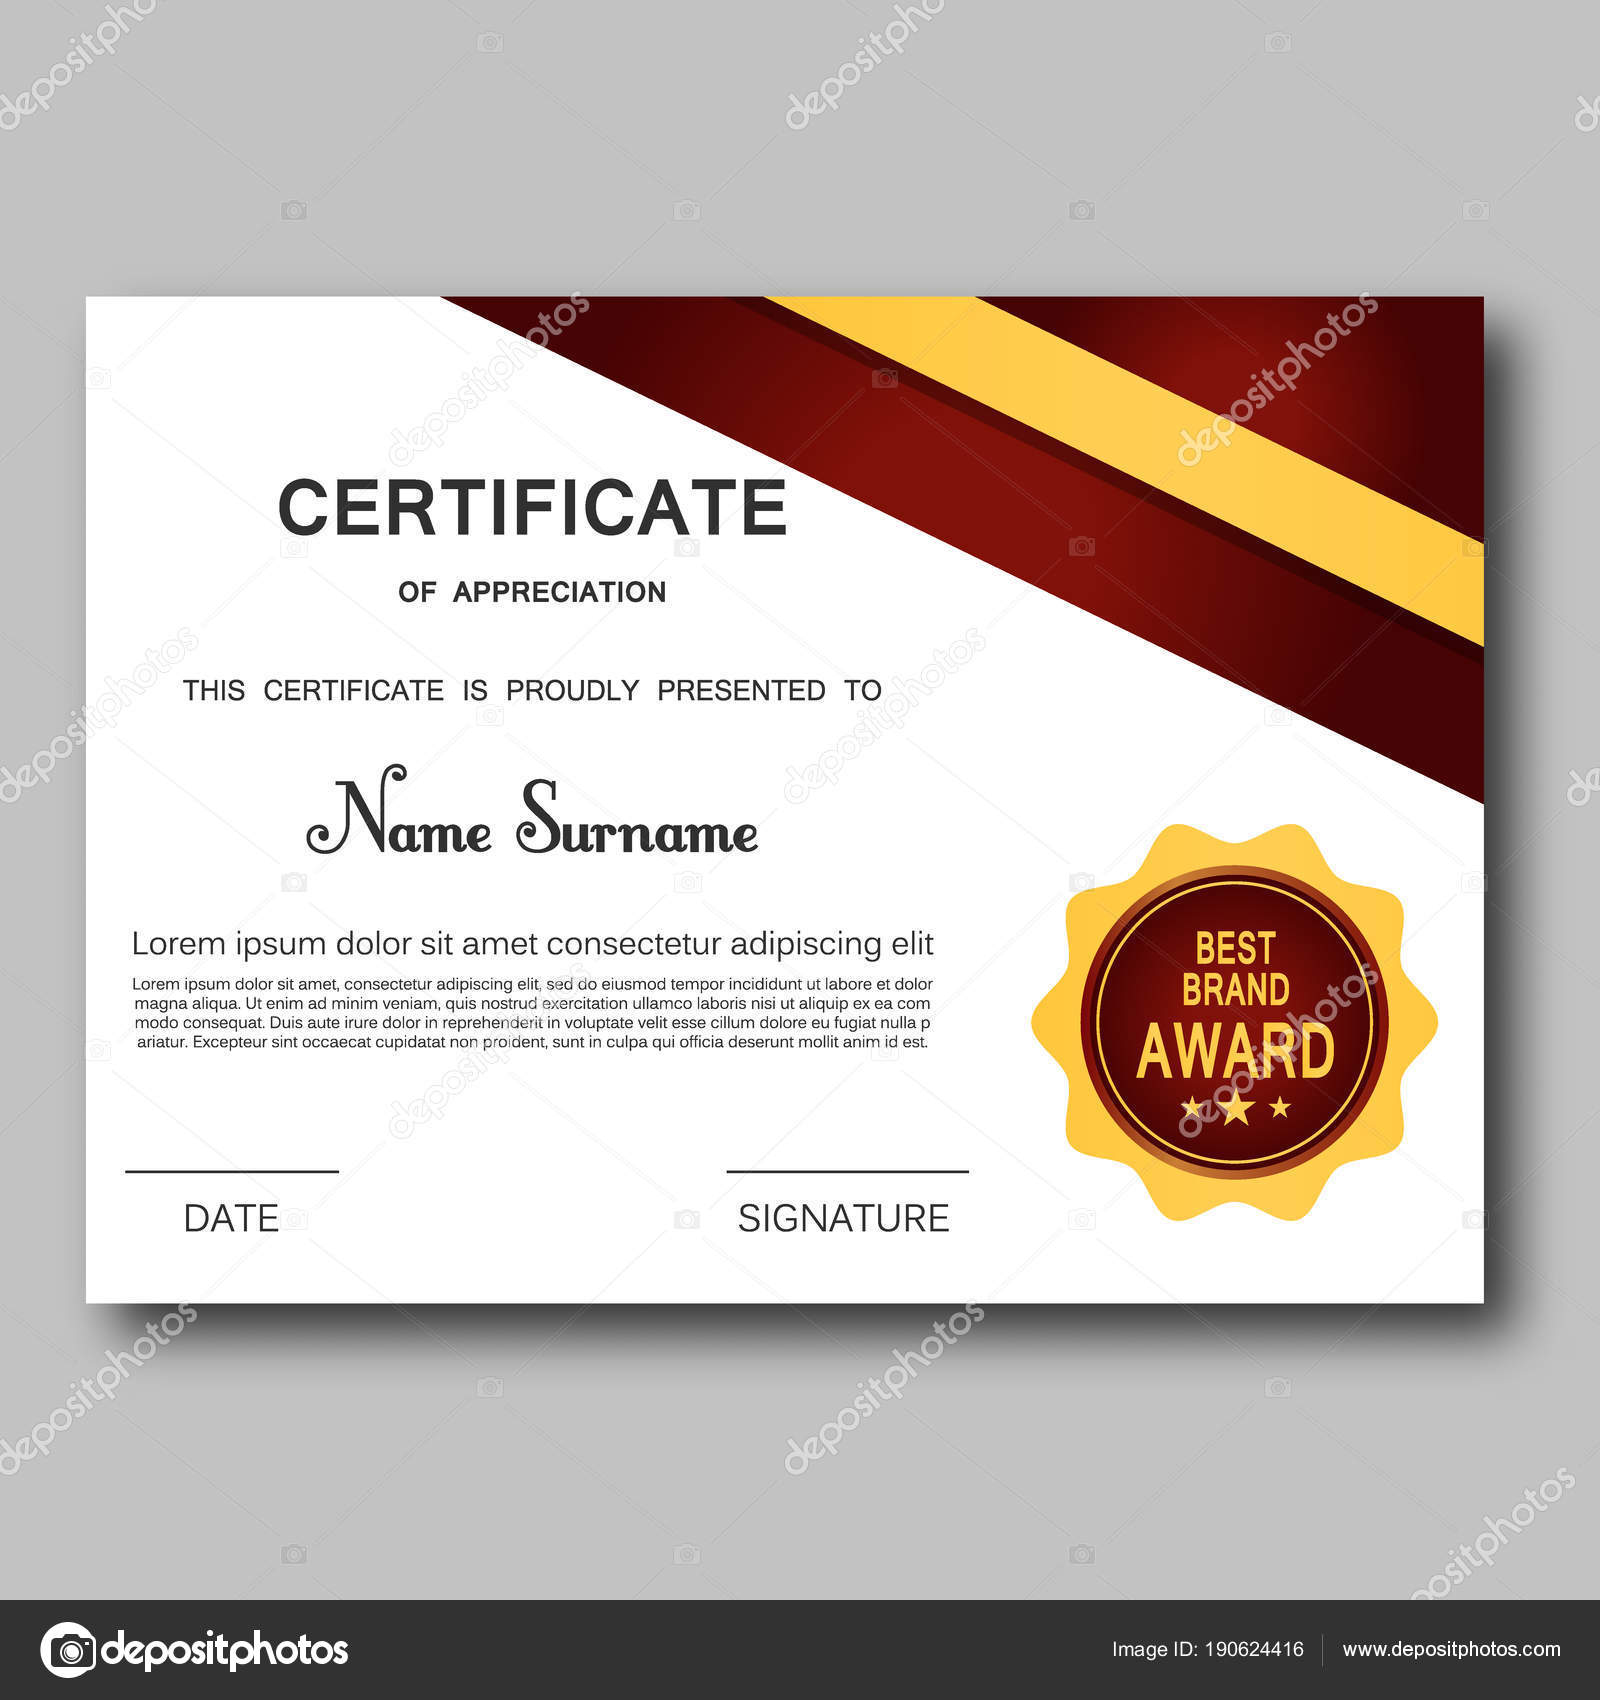 CERTIFICATE
OF APPRECIATION
THIS CERTIFICATE IS PROUDLY PRESENTED TO
Name Surname
Lorem ipsum dolor sit amet consectetur adipiscing elit
Lorem ipsum dolor sit amet, consectetur adipiscing elit, sed do eiusmod tempor incididunt ut labore et dolor
magna aliqua. Ut enim ad minim veniam, quis nostrud exercitation ullamco laboris nisi ut aliquip ex ea com
modo consequat. Duis aute irure dolor in reprehenderit in voluptate velit esse cillum dolore eu fugiat nulla p
ariatur. Excepteur sint occaecat cupidatat non proident, sunt in culpa qui officia deserunt mollit anim id est.
DATE
SIGNATURE
BEST
BRAND
AWARD
depositphotos
Image ID: 190624416
www.depositphotos.com